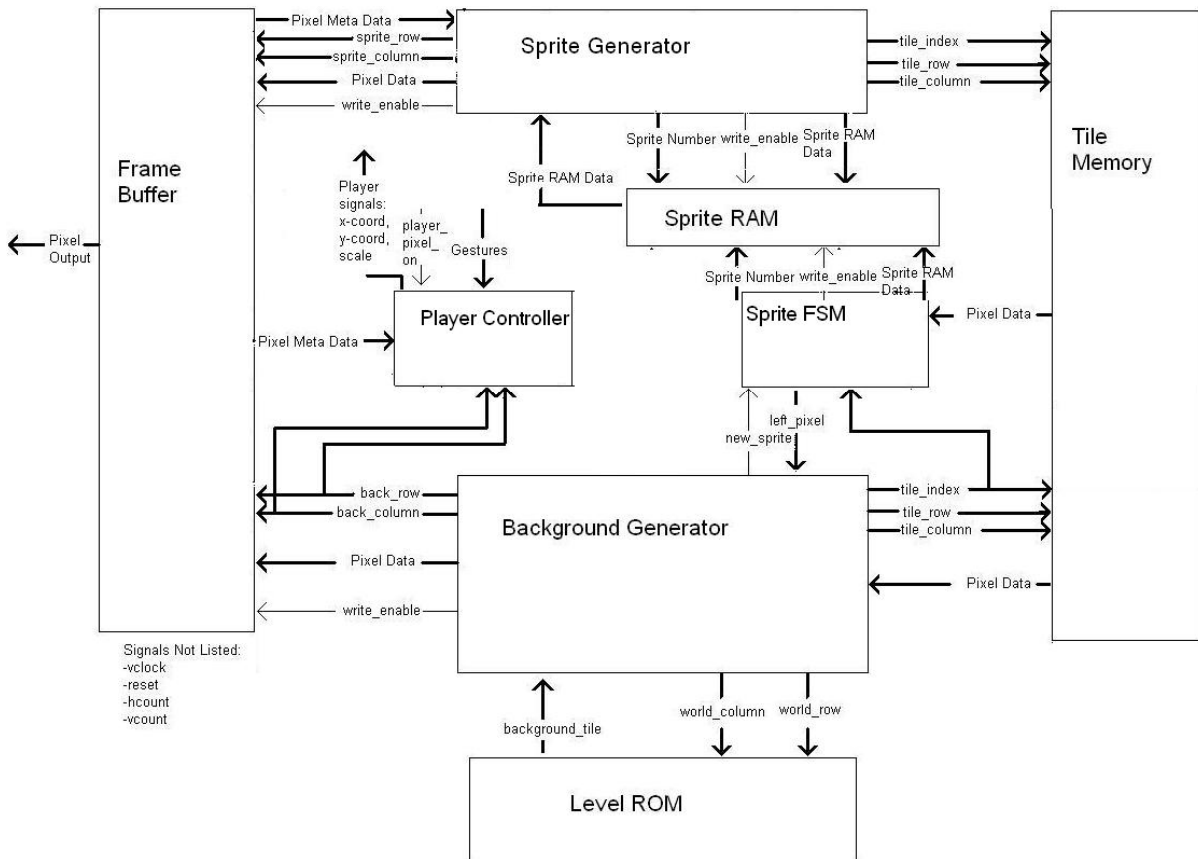 Pixel Meta Data
sprite_row
sprite_column
Pixel Data
write_enable
Sprite Generator
tile_index
tile_row
tile_column
Frame
Buffer
Tile
Memory
Sprite Number
write_enable
Sprite RAM
Data
Sprite RAM Data
Sprite RAM
Player
signals:
x-coord,
y-coord,
scale
player_
pixel_
on
Gestures
Pixel
Output
Sprite Number
write_enable
Sprite RAM
Data
Player Controller
Sprite FSM
Pixel Data
Pixel Meta Data
left_pixel
new_sprite
back_row
back_column
Pixel Data
write_enable
Background Generator
tile_index
tile_row
tile_column
Pixel Data
Signals Not Listed:
-vclock
-reset
-hcount
-vcount
background_tile
world_column
world_row
Level ROM